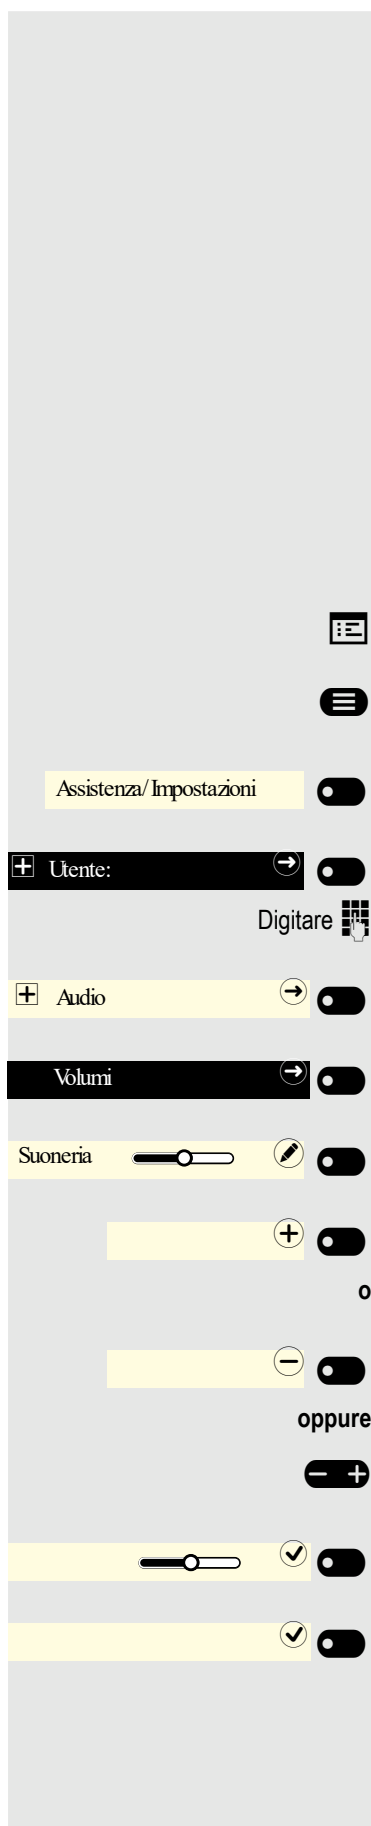 Assistenza/Impostazioni
Utente:
Digitare
Audio
Volumi
Suoneria
o
oppure